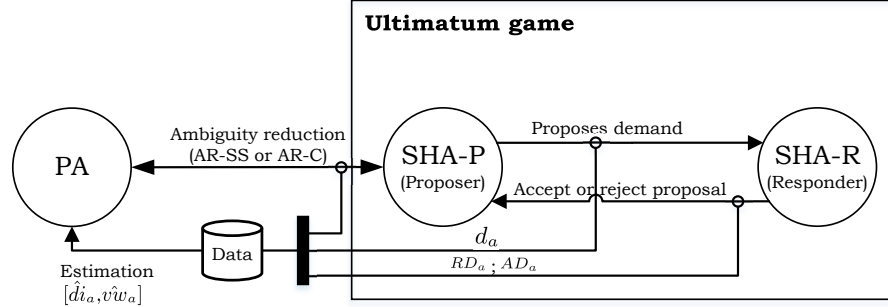 Ultimatum game
Ambiguity reduction
(AR-SS or AR-C)
PA
SHA-P
(Proposer)
Proposes demand
Accept or reject proposal
SHA-R
(Responder)
Data
d_a
RD_a ; AD_a
Estimation
[d̂i_a,vŵ_a]